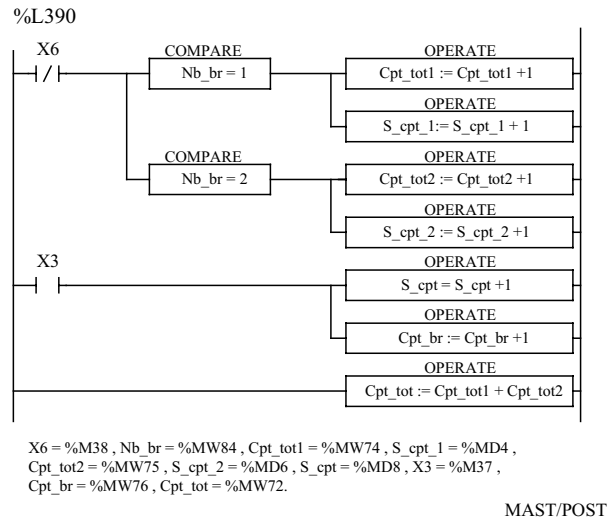 %L390
X6 COMPARE OPERATE
Nb_br = 1 Cpt_tot1 := Cpt_tot1 +1
OPERATE
S_cpt_1:= S_cpt_1 + 1
COMPARE OPERATE
Nb_br = 2 Cpt_tot2 := Cpt_tot2 +1
OPERATE
S_cpt_2 := S_cpt_2 +1
X3 OPERATE
S_cpt = S_cpt +1
OPERATE
Cpt_br := Cpt_br +1
OPERATE
Cpt_tot := Cpt_tot1 + Cpt_tot2
X6 = %M38 , Nb_br = %MW84 , Cpt_tot1 = %MW74 , S_cpt_1 = %MD4 ,
Cpt_tot2 = %MW75 , S_cpt_2 = %MD6 , S_cpt = %MD8 , X3 = %M37 ,
Cpt_br = %MW76 , Cpt_tot = %MW72.
MAST/POST